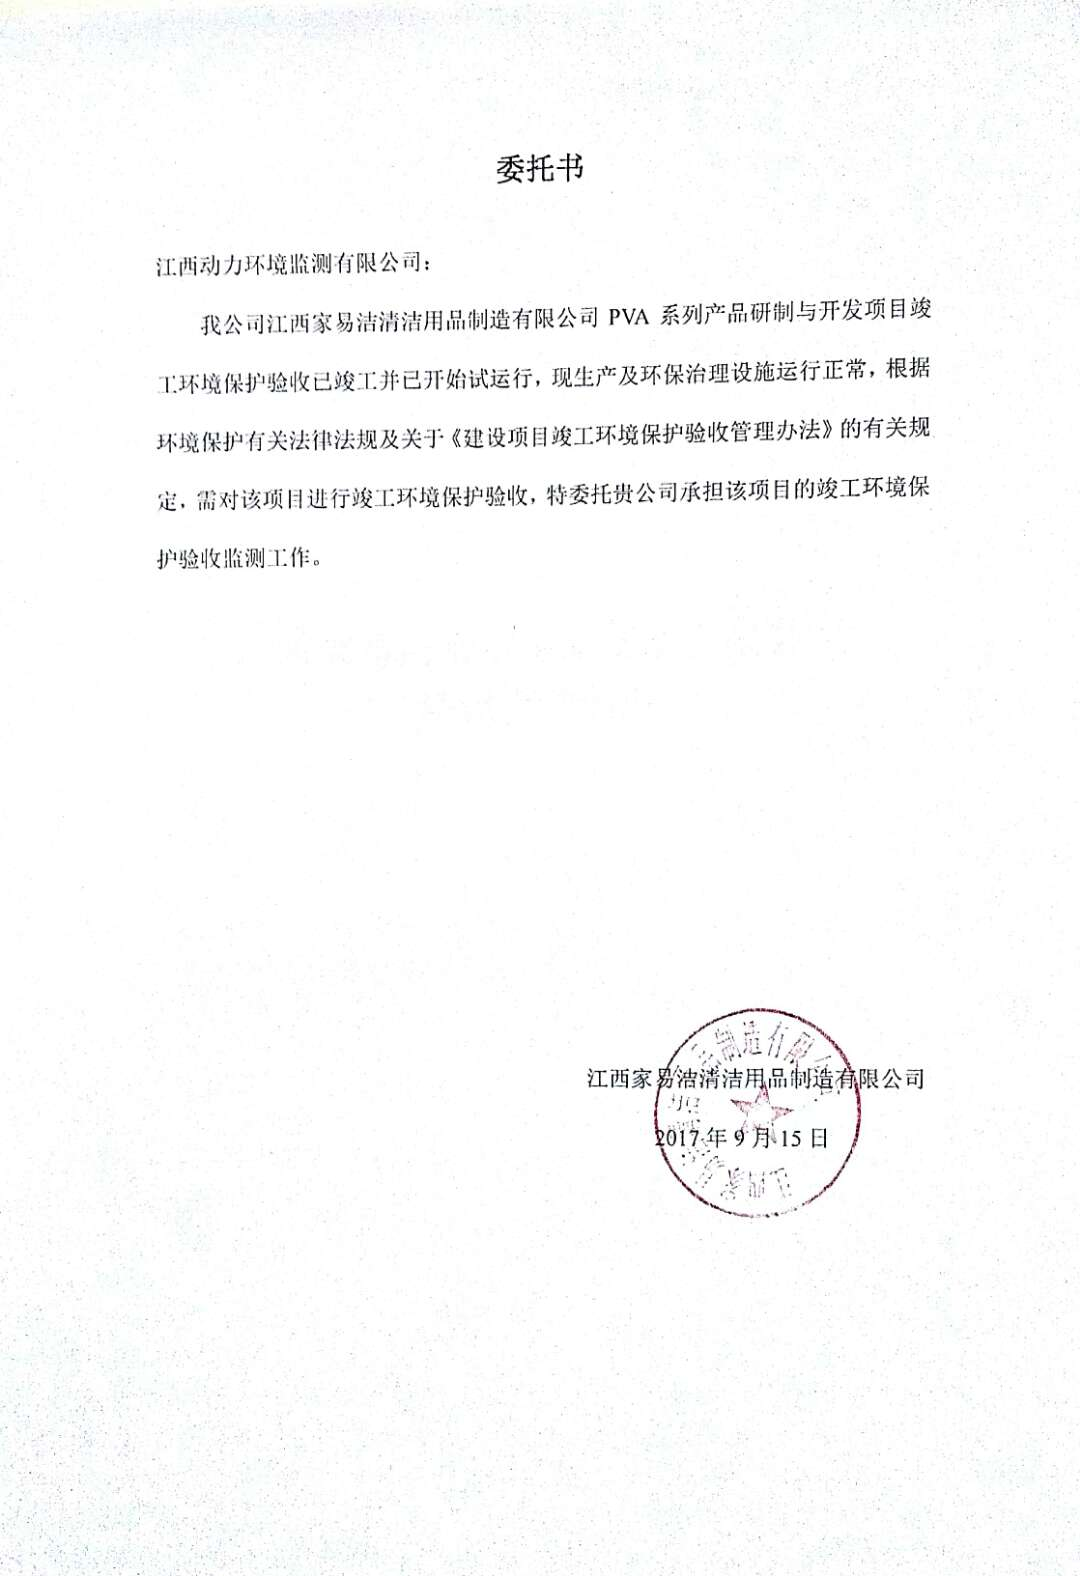 委托书
江西动力环境监测有限公司：
我公司江西家易洁清洁用品制造有限公司 PVA 系列产品研制与开发项目竣
工环境保护验收已竣工并已开始试运行，现生产及环保治理设施运行正常，根据
环境保护有关法律法规及关于《建设项目竣工环境保护验收管理办法》的有关规
定，需对该项目进行竣工环境保护验收，特委托贵公司承担该项目的竣工环境保
护验收监测工作。
江西家易洁清洁用品制造有限公司
2017 年 9 月 15 日